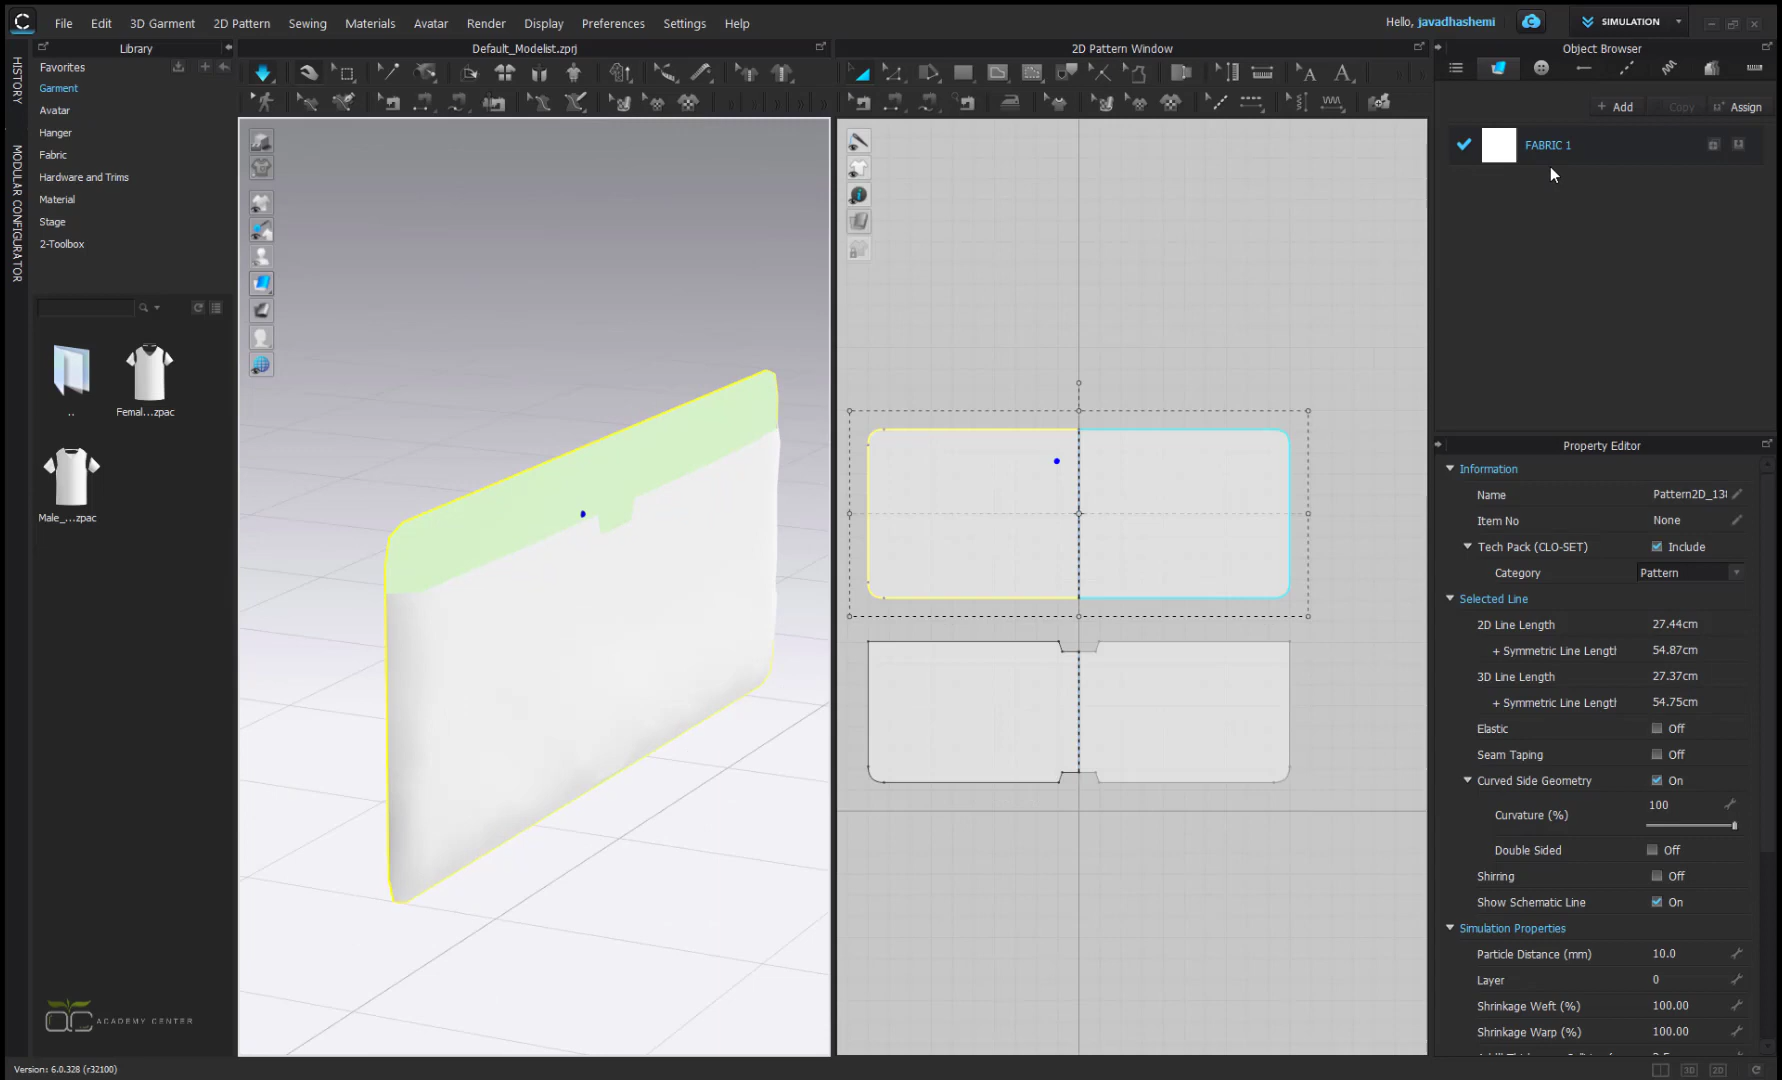 File Edit 3D Garment 2D Pattern Sewing Materials Avatar Render Display Preferences Settings Help
Hello, javadhashemi
SIMULATION
HISTORY
MODULAR CONFIGURATOR
Library
Favorites
Garment
Avatar
Hanger
Fabric
Hardware and Trims
Material
Stage
2-Toolbox
..
Femal...zpac
Male_...zpac
ACADEMY CENTER
Default_Modelist.zprj
2D Pattern Window
Object Browser
+ Add Copy Assign
FABRIC 1
Property Editor
Information
Name Pattern2D_13
Item No None
Tech Pack (CLO-SET) Include
Category Pattern
Selected Line
2D Line Length 27.44cm
+ Symmetric Line Length 54.87cm
3D Line Length 27.37cm
+ Symmetric Line Length 54.75cm
Elastic Off
Seam Taping Off
Curved Side Geometry On
Curvature (%) 100
Double Sided Off
Shirring Off
Show Schematic Line On
Simulation Properties
Particle Distance (mm) 10.0
Layer 0
Shrinkage Weft (%) 100.00
Shrinkage Warp (%) 100.00
Version: 6.0.328 (r32100)
3D 2D